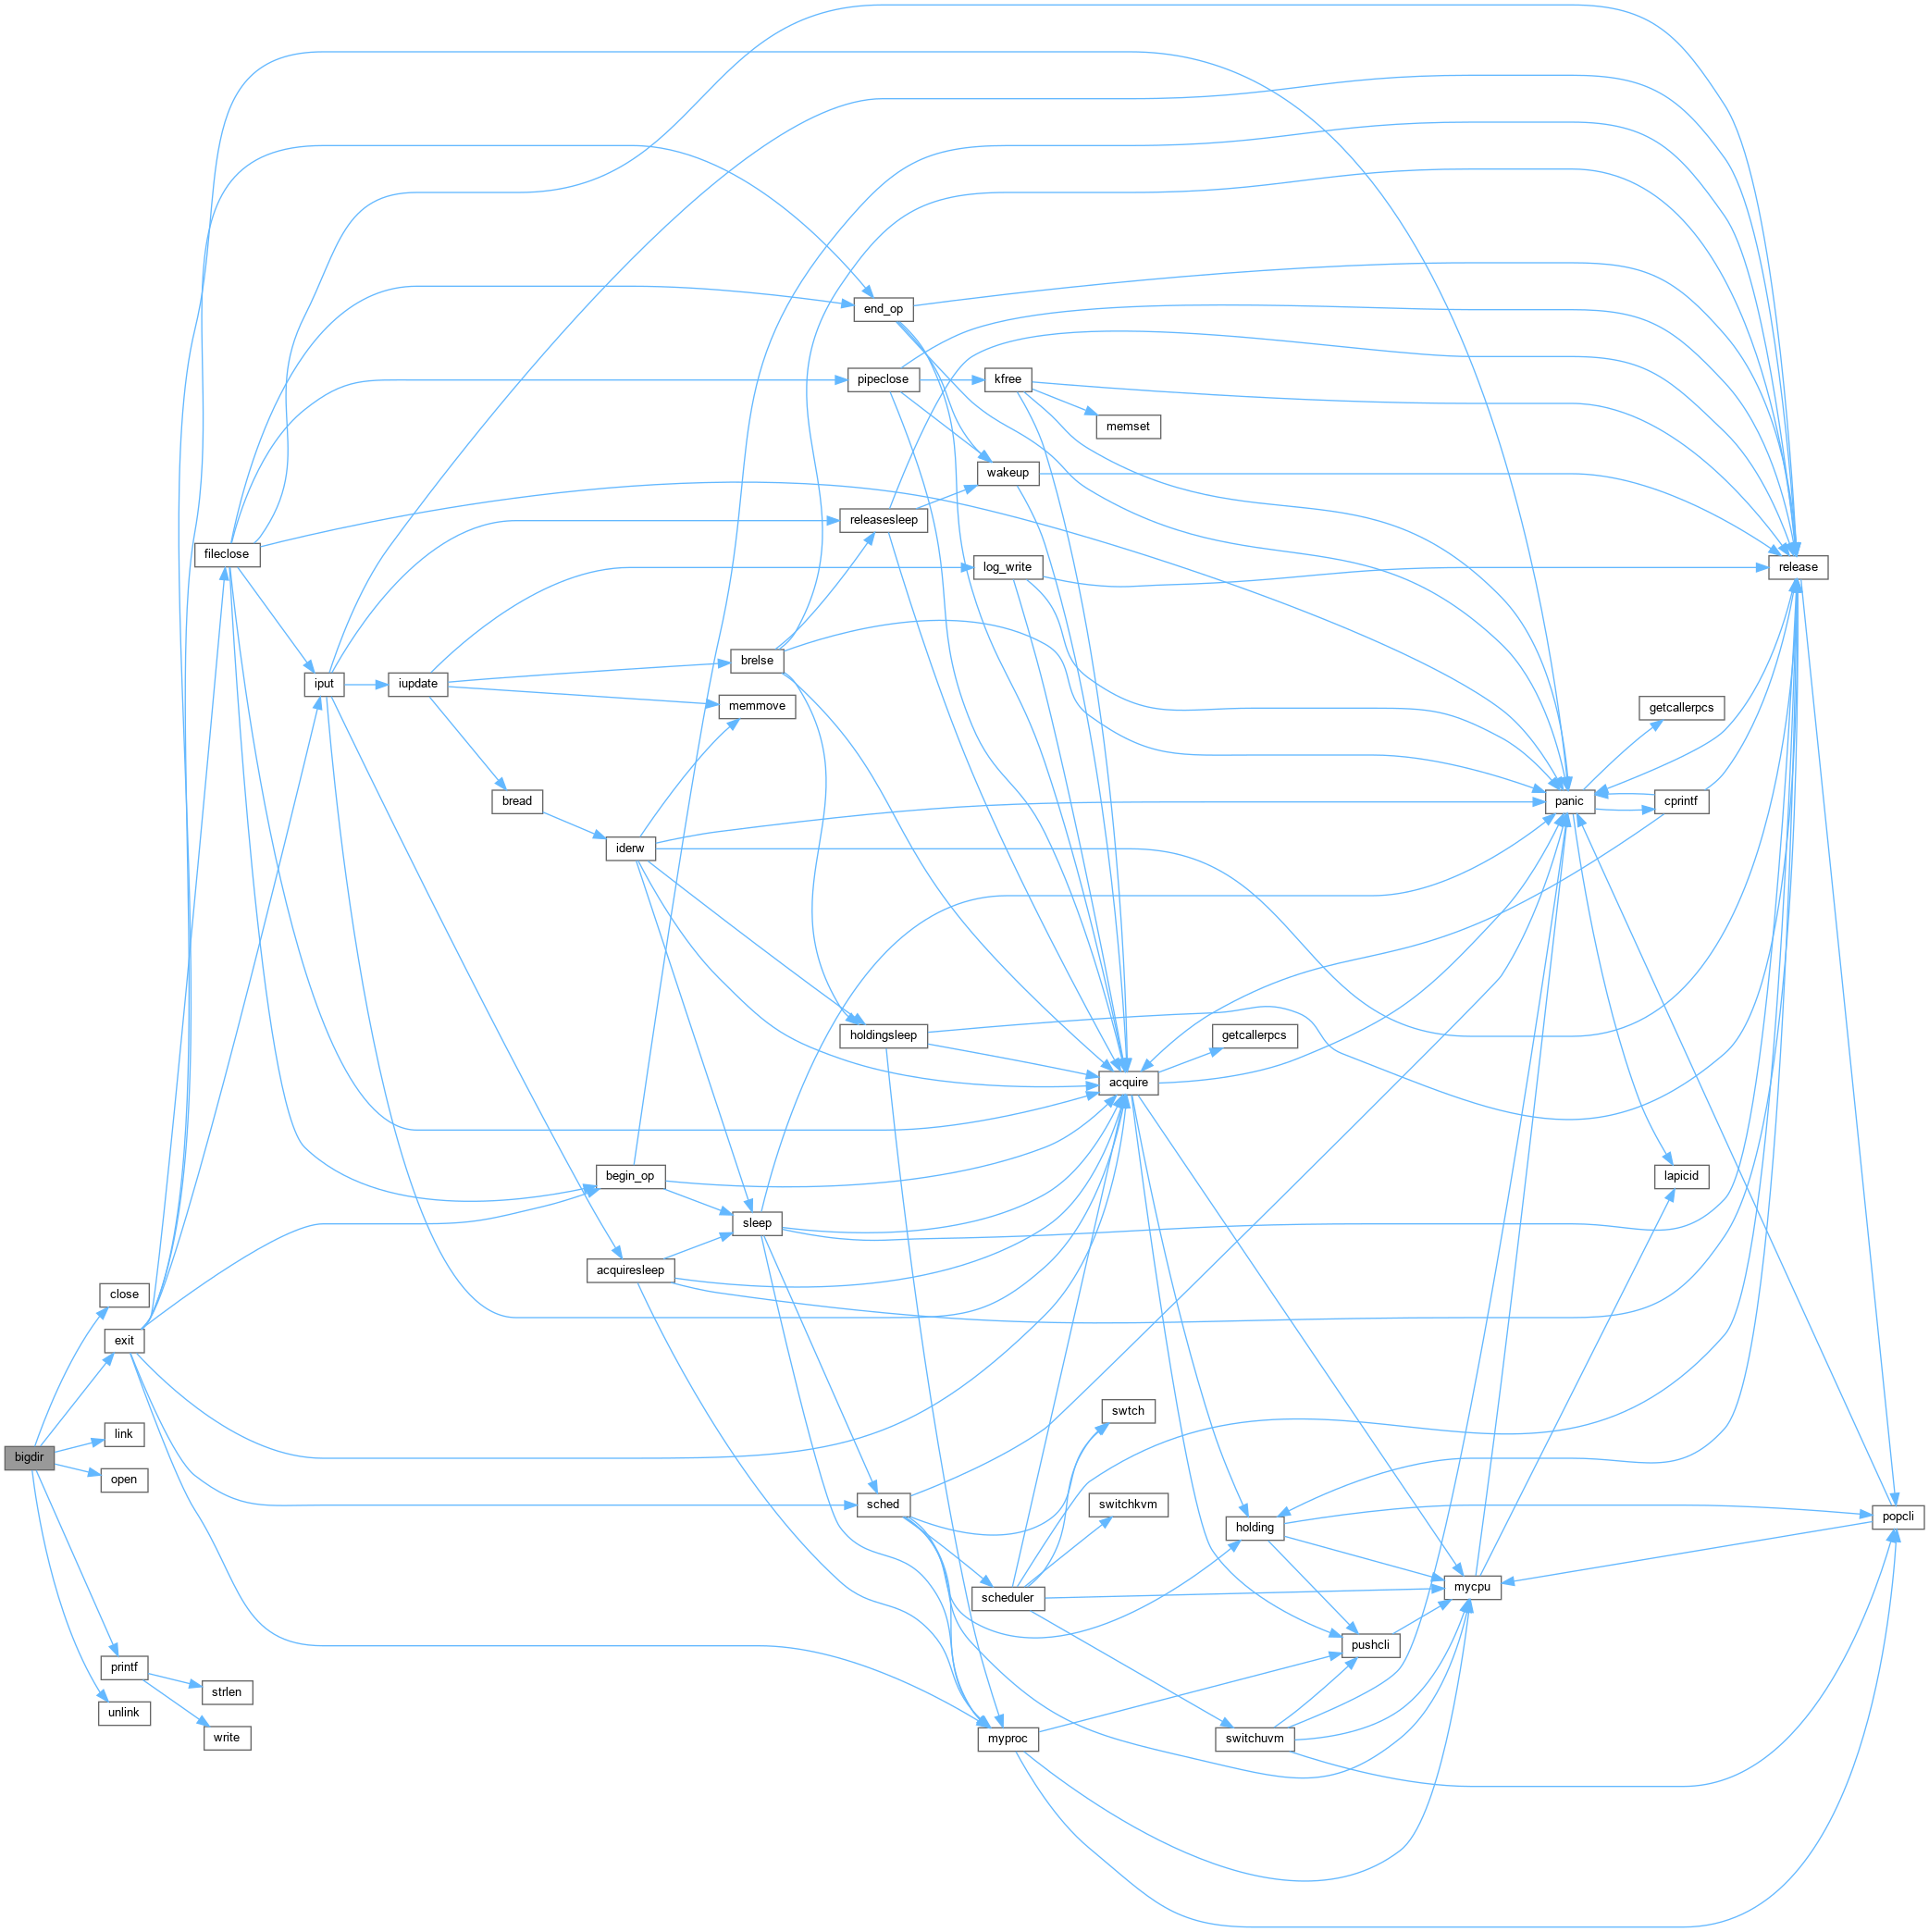 end_op
pipeclose
kfree
memset
wakeup
releasesleep
fileclose
log_write
release
brelse
iput
iupdate
memmove
getcallerpcs
bread
panic
cprintf
iderw
holdingsleep
getcallerpcs
acquire
begin_op
lapicid
sleep
acquiresleep
close
exit
swtch
link
bigdir
open
sched
switchkvm
popcli
holding
mycpu
scheduler
pushcli
printf
strlen
unlink
write
myproc
switchuvm